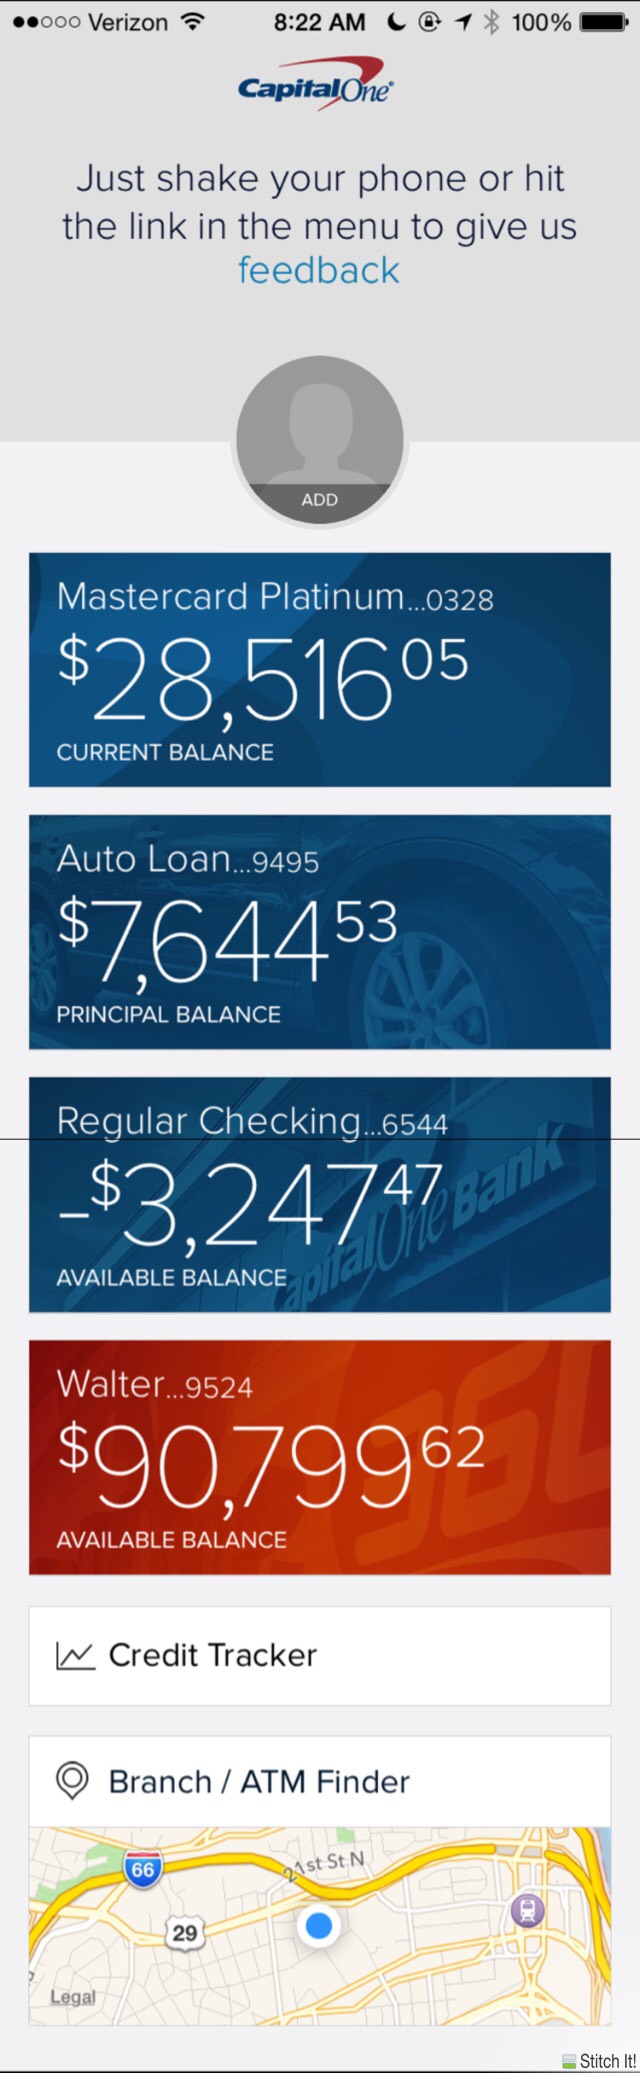 Verizon 8:22 AM 100%
CapitalOne®
Just shake your phone or hit
the link in the menu to give us
feedback
ADD
Mastercard Platinum...0328
$28,516 05
CURRENT BALANCE
Auto Loan...9495
$7,644 53
PRINCIPAL BALANCE
Regular Checking...6544
-$3,247 47
CapitalOne Bank
AVAILABLE BALANCE
Walter...9524
$90,799 62
360
AVAILABLE BALANCE
Credit Tracker
Branch / ATM Finder
21st St N
66
29
Legal
Stitch It!